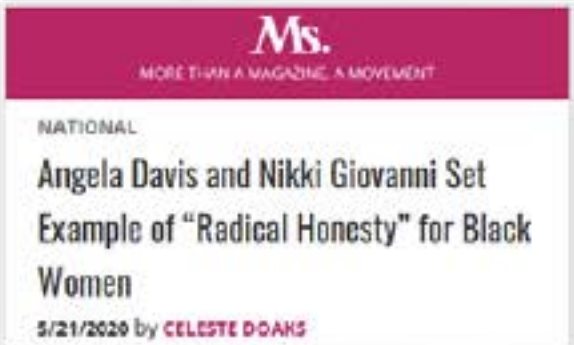 Ms.
MORE THAN A MAGAZINE, A MOVEMENT
NATIONAL
Angela Davis and Nikki Giovanni Set
Example of “Radical Honesty” for Black
Women
5/21/2020 by CELESTE DOAKS